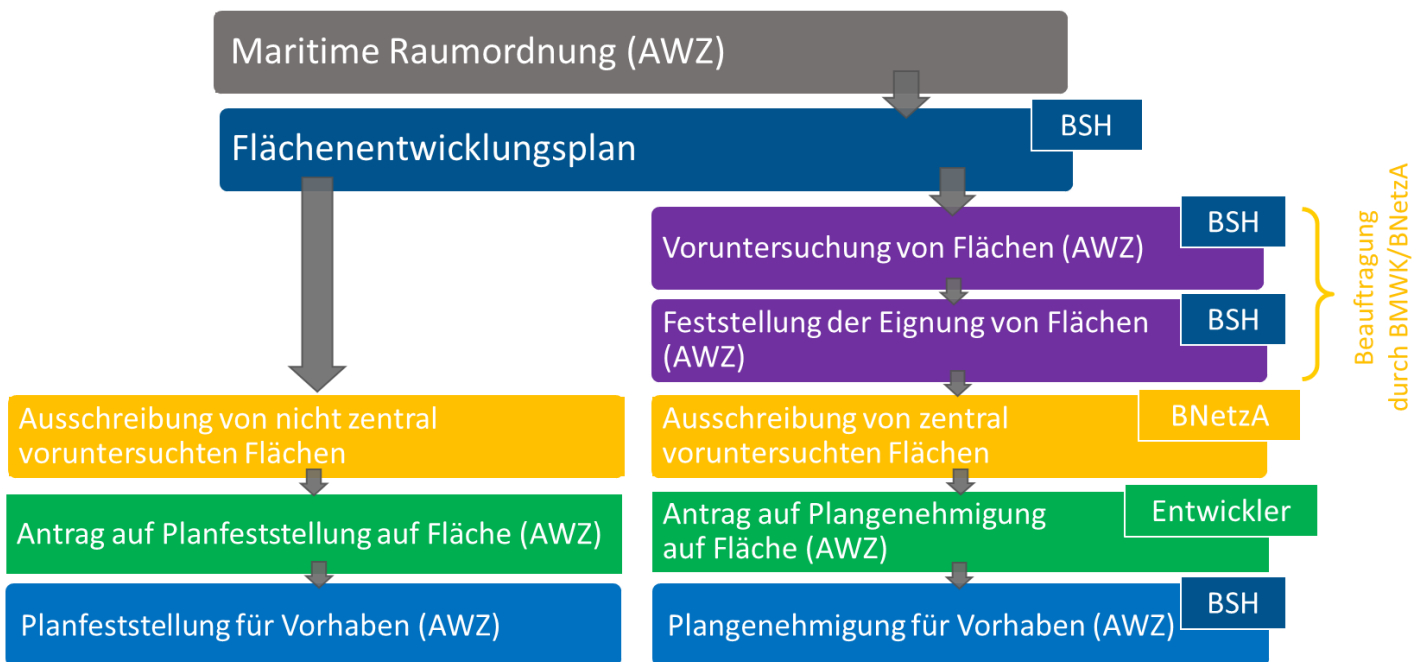 Maritime Raumordnung (AWZ)
Flächenentwicklungsplan
BSH
Voruntersuchung von Flächen (AWZ)
BSH
Feststellung der Eignung von Flächen
(AWZ)
BSH
Beauftragung
durch BMWK/BNetzA
Ausschreibung von nicht zentral
voruntersuchten Flächen
Ausschreibung von zentral
voruntersuchten Flächen
BNetzA
Antrag auf Planfeststellung auf Fläche (AWZ)
Antrag auf Plangenehmigung
auf Fläche (AWZ)
Entwickler
Planfeststellung für Vorhaben (AWZ)
Plangenehmigung für Vorhaben (AWZ)
BSH